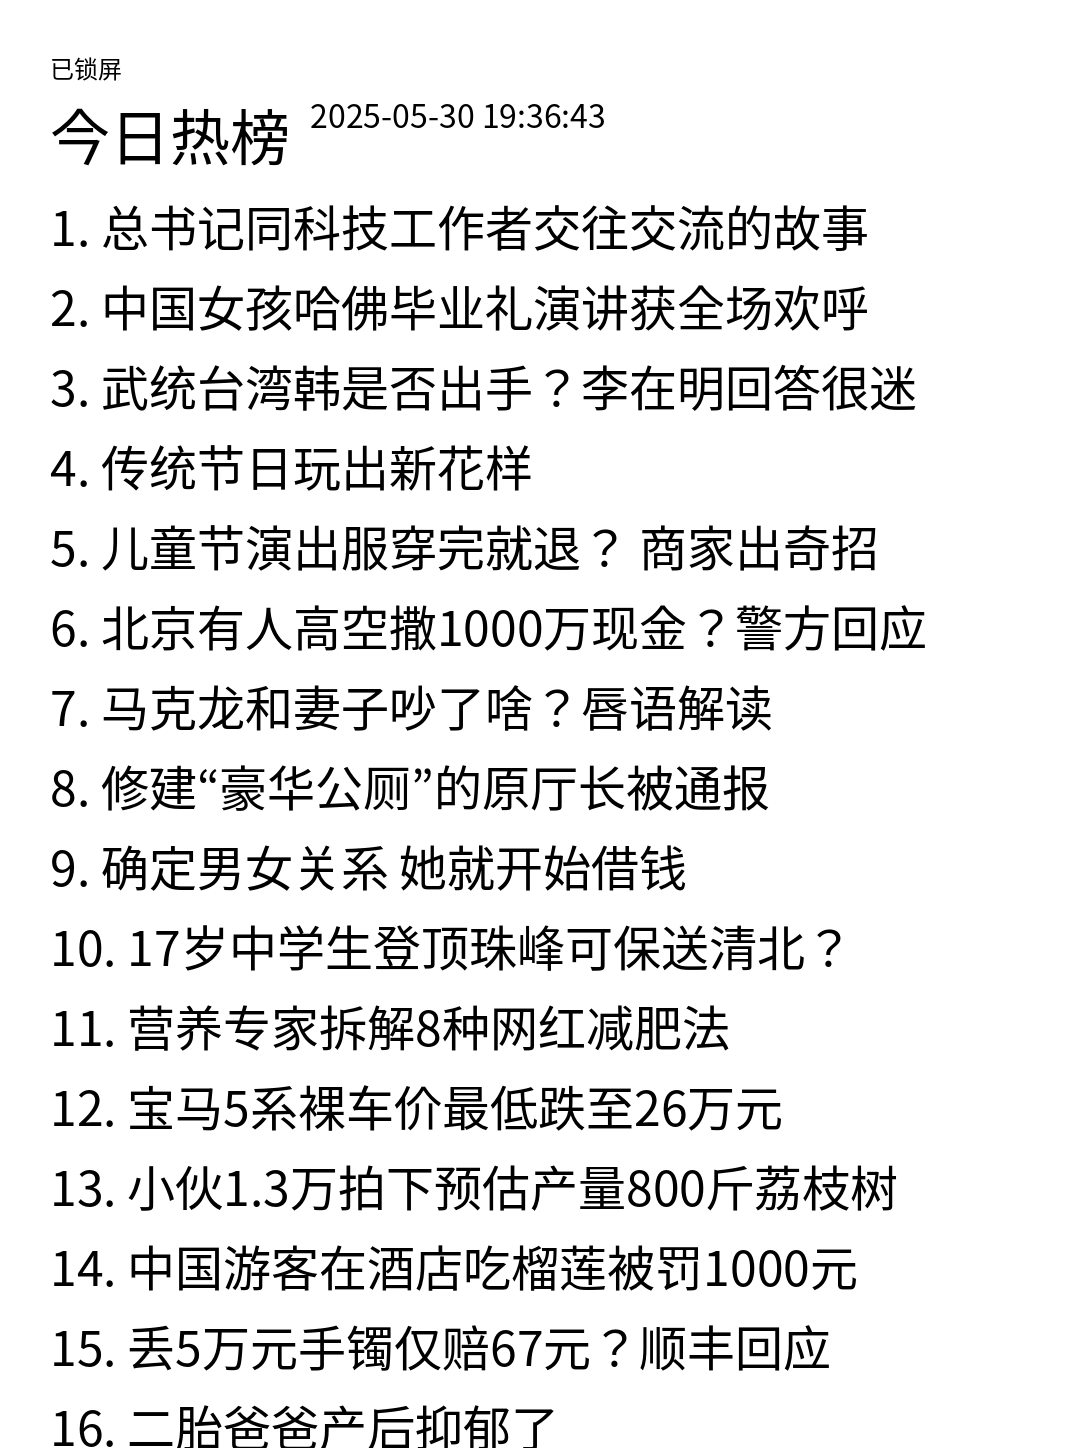 已锁屏
今日热榜 2025-05-30 19:36:43
1. 总书记同科技工作者交往交流的故事
2. 中国女孩哈佛毕业礼演讲获全场欢呼
3. 武统台湾韩是否出手？李在明回答很迷
4. 传统节日玩出新花样
5. 儿童节演出服穿完就退？ 商家出奇招
6. 北京有人高空撒1000万现金？警方回应
7. 马克龙和妻子吵了啥？唇语解读
8. 修建“豪华公厕”的原厅长被通报
9. 确定男女关系 她就开始借钱
10. 17岁中学生登顶珠峰可保送清北？
11. 营养专家拆解8种网红减肥法
12. 宝马5系裸车价最低跌至26万元
13. 小伙1.3万拍下预估产量800斤荔枝树
14. 中国游客在酒店吃榴莲被罚1000元
15. 丢5万元手镯仅赔67元？顺丰回应
16. 二胎爸爸产后抑郁了